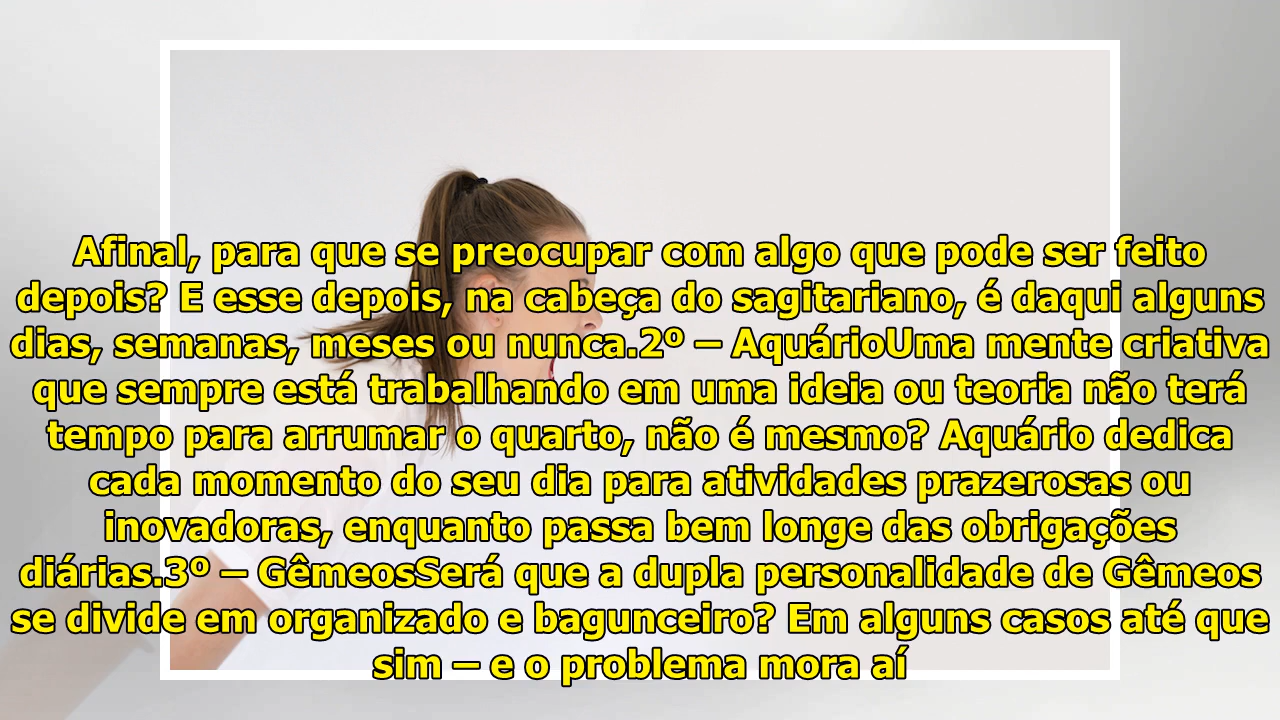 Afinal, para que se preocupar com algo que pode ser feito
depois? E esse depois, na cabeça do sagitariano, é daqui alguns
dias, semanas, meses ou nunca.2º – AquárioUma mente criativa
que sempre está trabalhando em uma ideia ou teoria não terá
tempo para arrumar o quarto, não é mesmo? Aquário dedica
cada momento do seu dia para atividades prazerosas ou
inovadoras, enquanto passa bem longe das obrigações
diárias.3º – GêmeosSerá que a dupla personalidade de Gêmeos
se divide em organizado e bagunceiro? Em alguns casos até que
sim – e o problema mora aí